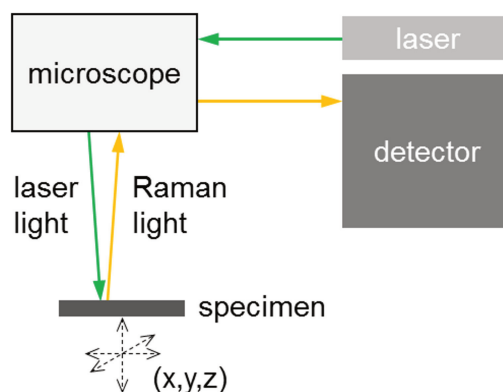 laser
microscope
detector
laser
light
Raman
light
specimen
(x,y,z)